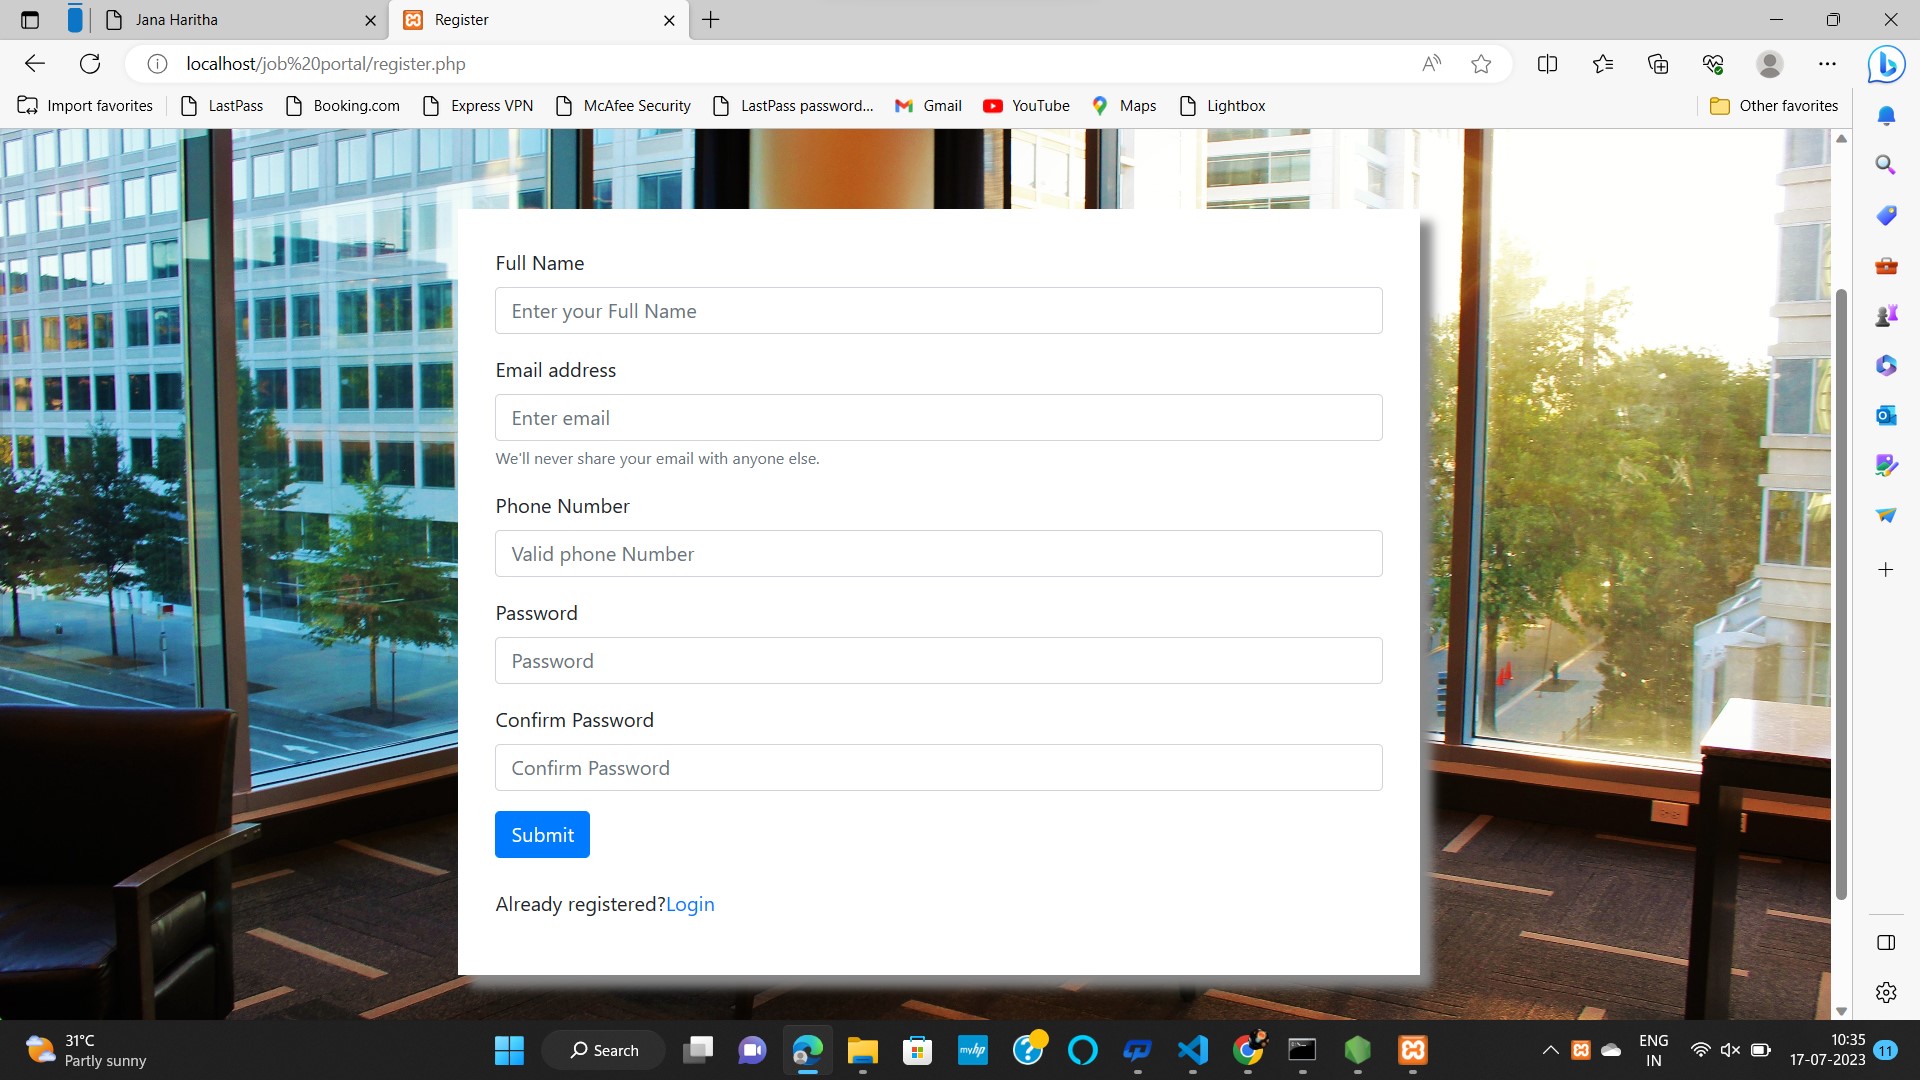 Jana Haritha
Register
localhost/job%20portal/register.php
Import favorites
LastPass
Booking.com
Express VPN
McAfee Security
LastPass password...
Gmail
YouTube
Maps
Lightbox
Other favorites
Full Name
Enter your Full Name
Email address
Enter email
We'll never share your email with anyone else.
Phone Number
Valid phone Number
Password
Password
Confirm Password
Confirm Password
Submit
Already registered?Login
31°C
Partly sunny
Search
myhp
ENG
IN
10:35
17-07-2023
11